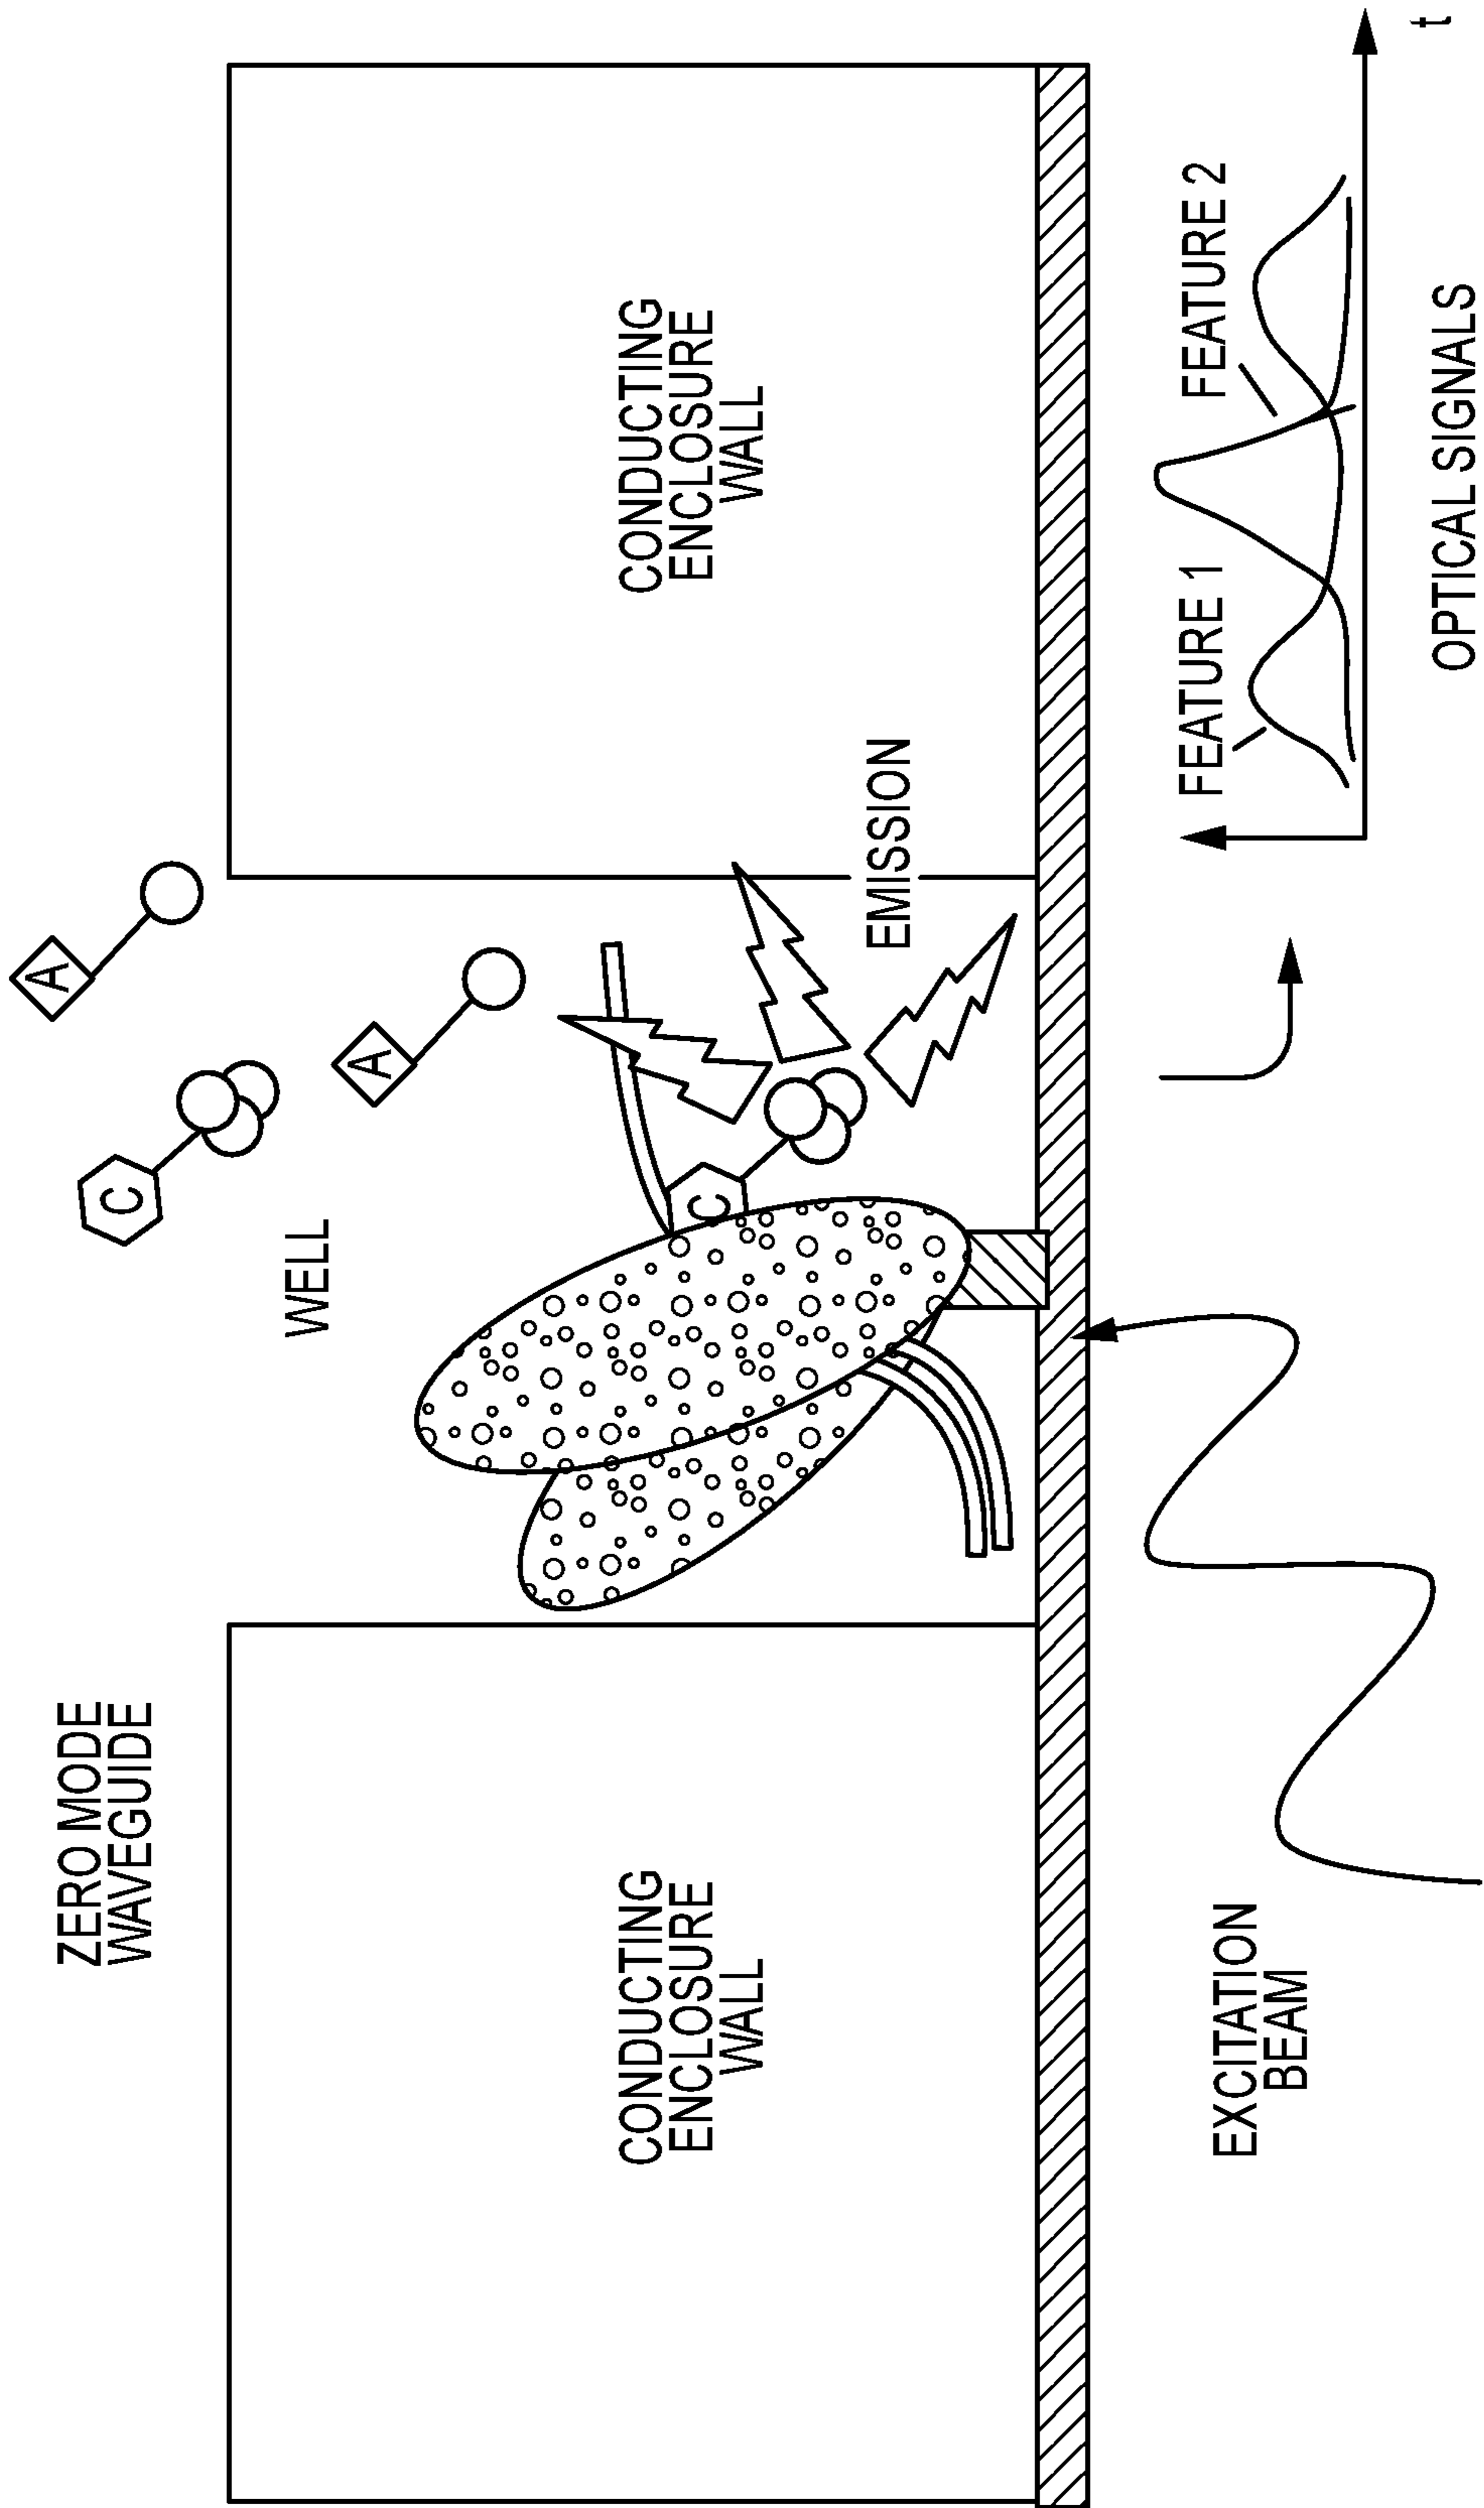 ZERO MODE
WAVEGUIDE
C
A
WELL
A
CONDUCTING
ENCLOSURE
WALL
C
CONDUCTING
ENCLOSURE
WALL
EMISSION
EXCITATION
BEAM
FEATURE 1
FEATURE 2
t
OPTICAL SIGNALS